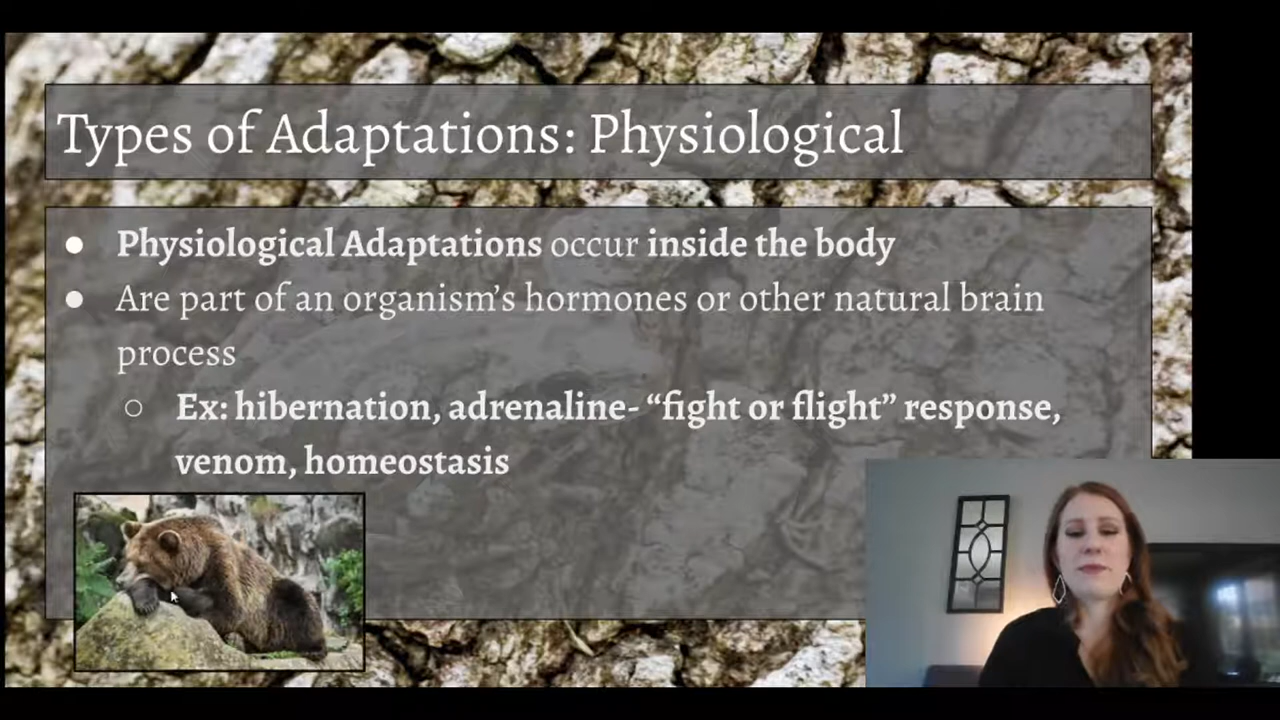 Types of Adaptations: Physiological
● Physiological Adaptations occur inside the body
● Are part of an organism’s hormones or other natural brain
process
○ Ex: hibernation, adrenaline- “fight or flight” response,
venom, homeostasis